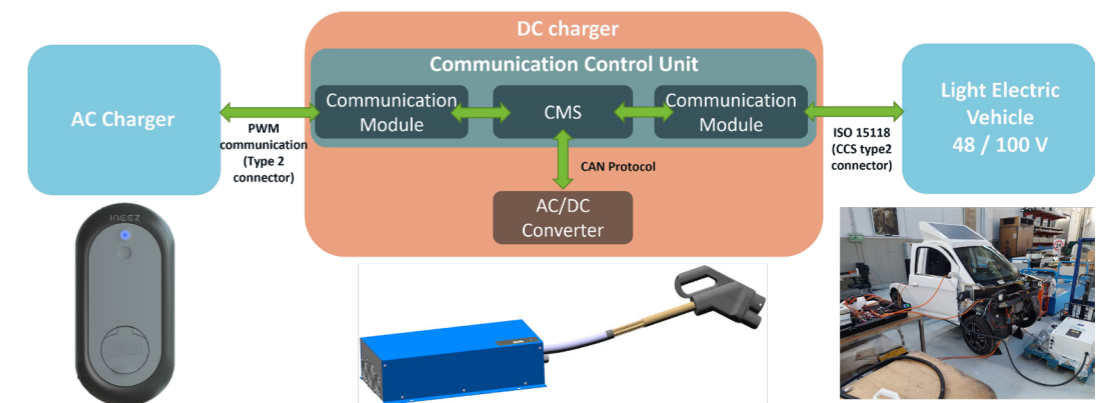 DC charger
Communication Control Unit
AC Charger
PWM
communication
(Type 2
connector)
Communication
Module
CMS
Communication
Module
ISO 15118
(CCS type2
connector)
Light Electric
Vehicle
48 / 100 V
CAN Protocol
AC/DC
Converter
INEEZ